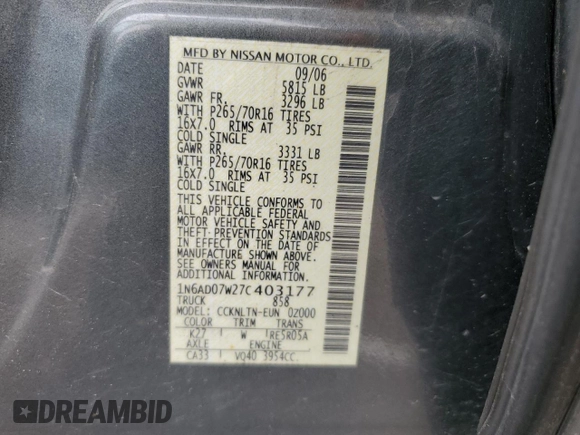 MFD BY NISSAN MOTOR CO., LTD.
DATE 09/06
GVWR 5815 LB
GAWR FR. 3296 LB
WITH P265/70R16 TIRES
16X7.0 RIMS AT 35 PSI
COLD SINGLE
GAWR RR. 3331 LB
WITH P265/70R16 TIRES
16X7.0 RIMS AT 35 PSI
COLD SINGLE
THIS VEHICLE CONFORMS TO
ALL APPLICABLE FEDERAL
MOTOR VEHICLE SAFETY AND
THEFT-PREVENTION STANDARDS
IN EFFECT ON THE DATE OF
MANUFACTURE SHOWN ABOVE.
SEE OWNERS MANUAL FOR
ADDITIONAL INFORMATION.
1N6AD07W27C403177
TRUCK 858
MODEL: CCKNLTN-EUN 02000
COLOR TRIM TRANS
K27 W RE5R05A
AXLE ENGINE
CA33 VQ40 3954CC.
DREAMBID